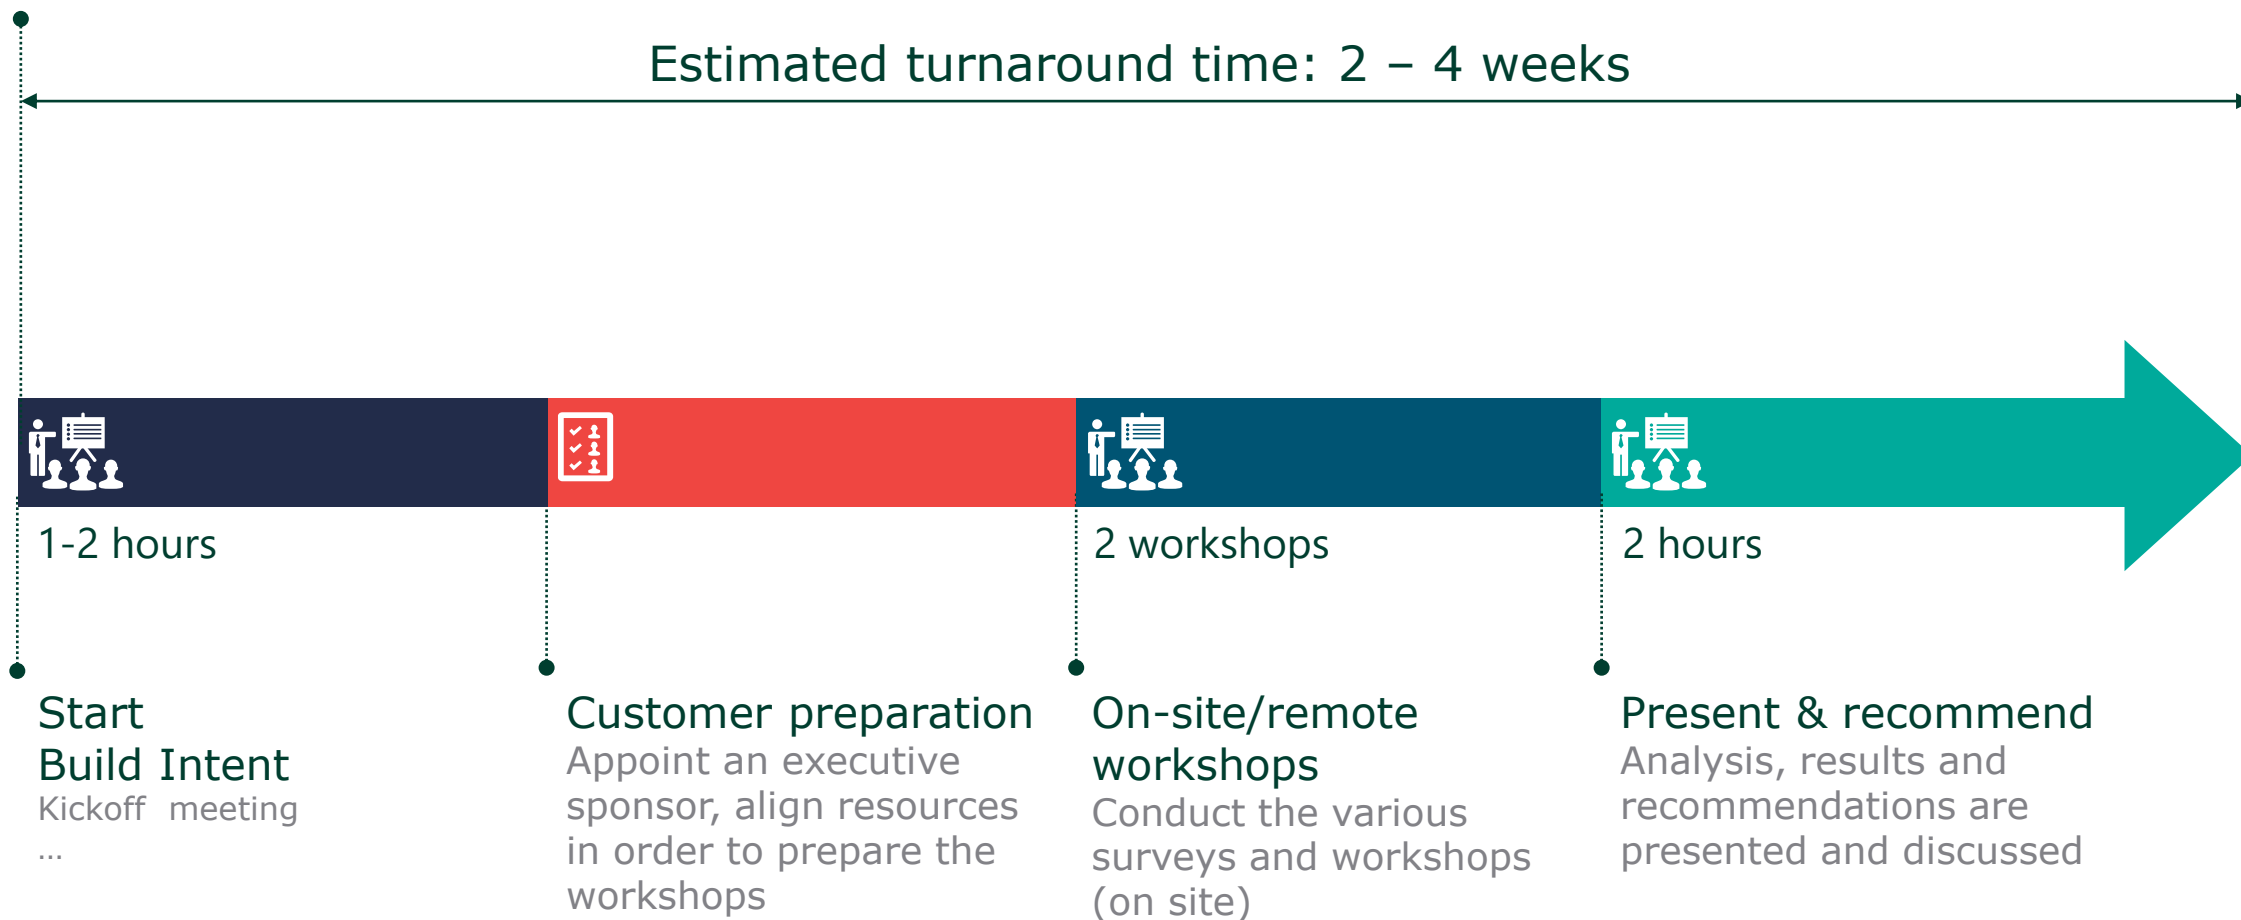 Estimated turnaround time: 2 – 4 weeks
1-2 hours
2 workshops
2 hours
Start
Build Intent
Kickoff meeting
...
Customer preparation
Appoint an executive
sponsor, align resources
in order to prepare the
workshops
On-site/remote
workshops
Conduct the various
surveys and workshops
(on site)
Present & recommend
Analysis, results and
recommendations are
presented and discussed